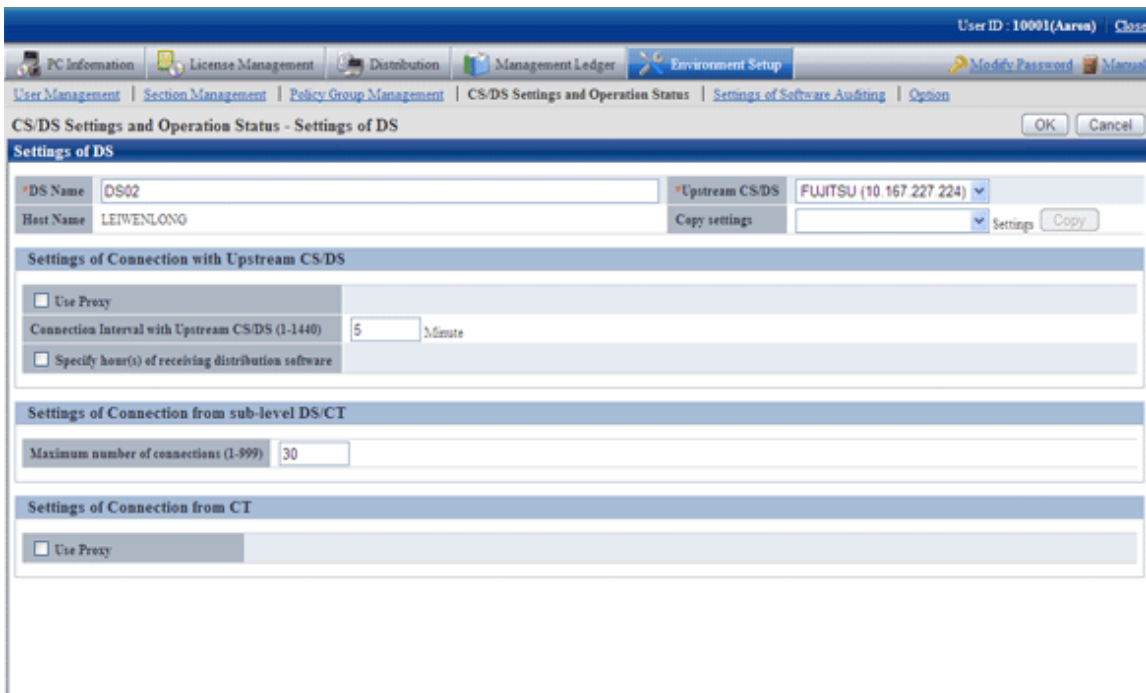 User ID : 10001(Aaron) Close
PC Information License Management Distribution Management Ledger Environment Setup Modify Password Manual
User Management | Section Management | Policy Group Management | CS/DS Settings and Operation Status | Settings of Software Auditing | Option
CS/DS Settings and Operation Status - Settings of DS OK Cancel
Settings of DS
*DS Name DS02 *Upstream CS/DS FUJITSU (10.167.227.224)
Host Name LEIWENLONG Copy settings Settings Copy
Settings of Connection with Upstream CS/DS
Use Proxy
Connection Interval with Upstream CS/DS (1-1440) 5 Minute
Specify hour(s) of receiving distribution software
Settings of Connection from sub-level DS/CT
Maximum number of connections (1-999) 30
Settings of Connection from CT
Use Proxy